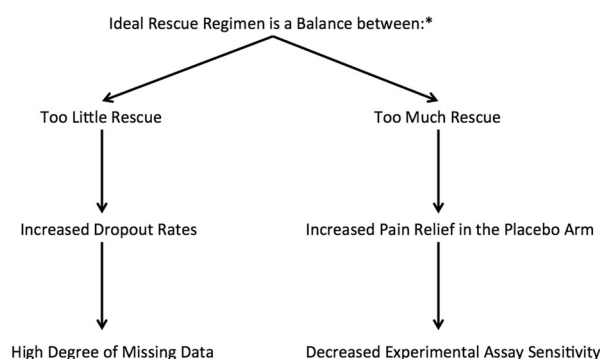 Ideal Rescue Regimen is a Balance between:*
Too Little Rescue
Too Much Rescue
Increased Dropout Rates
Increased Pain Relief in the Placebo Arm
High Degree of Missing Data
Decreased Experimental Assay Sensitivity